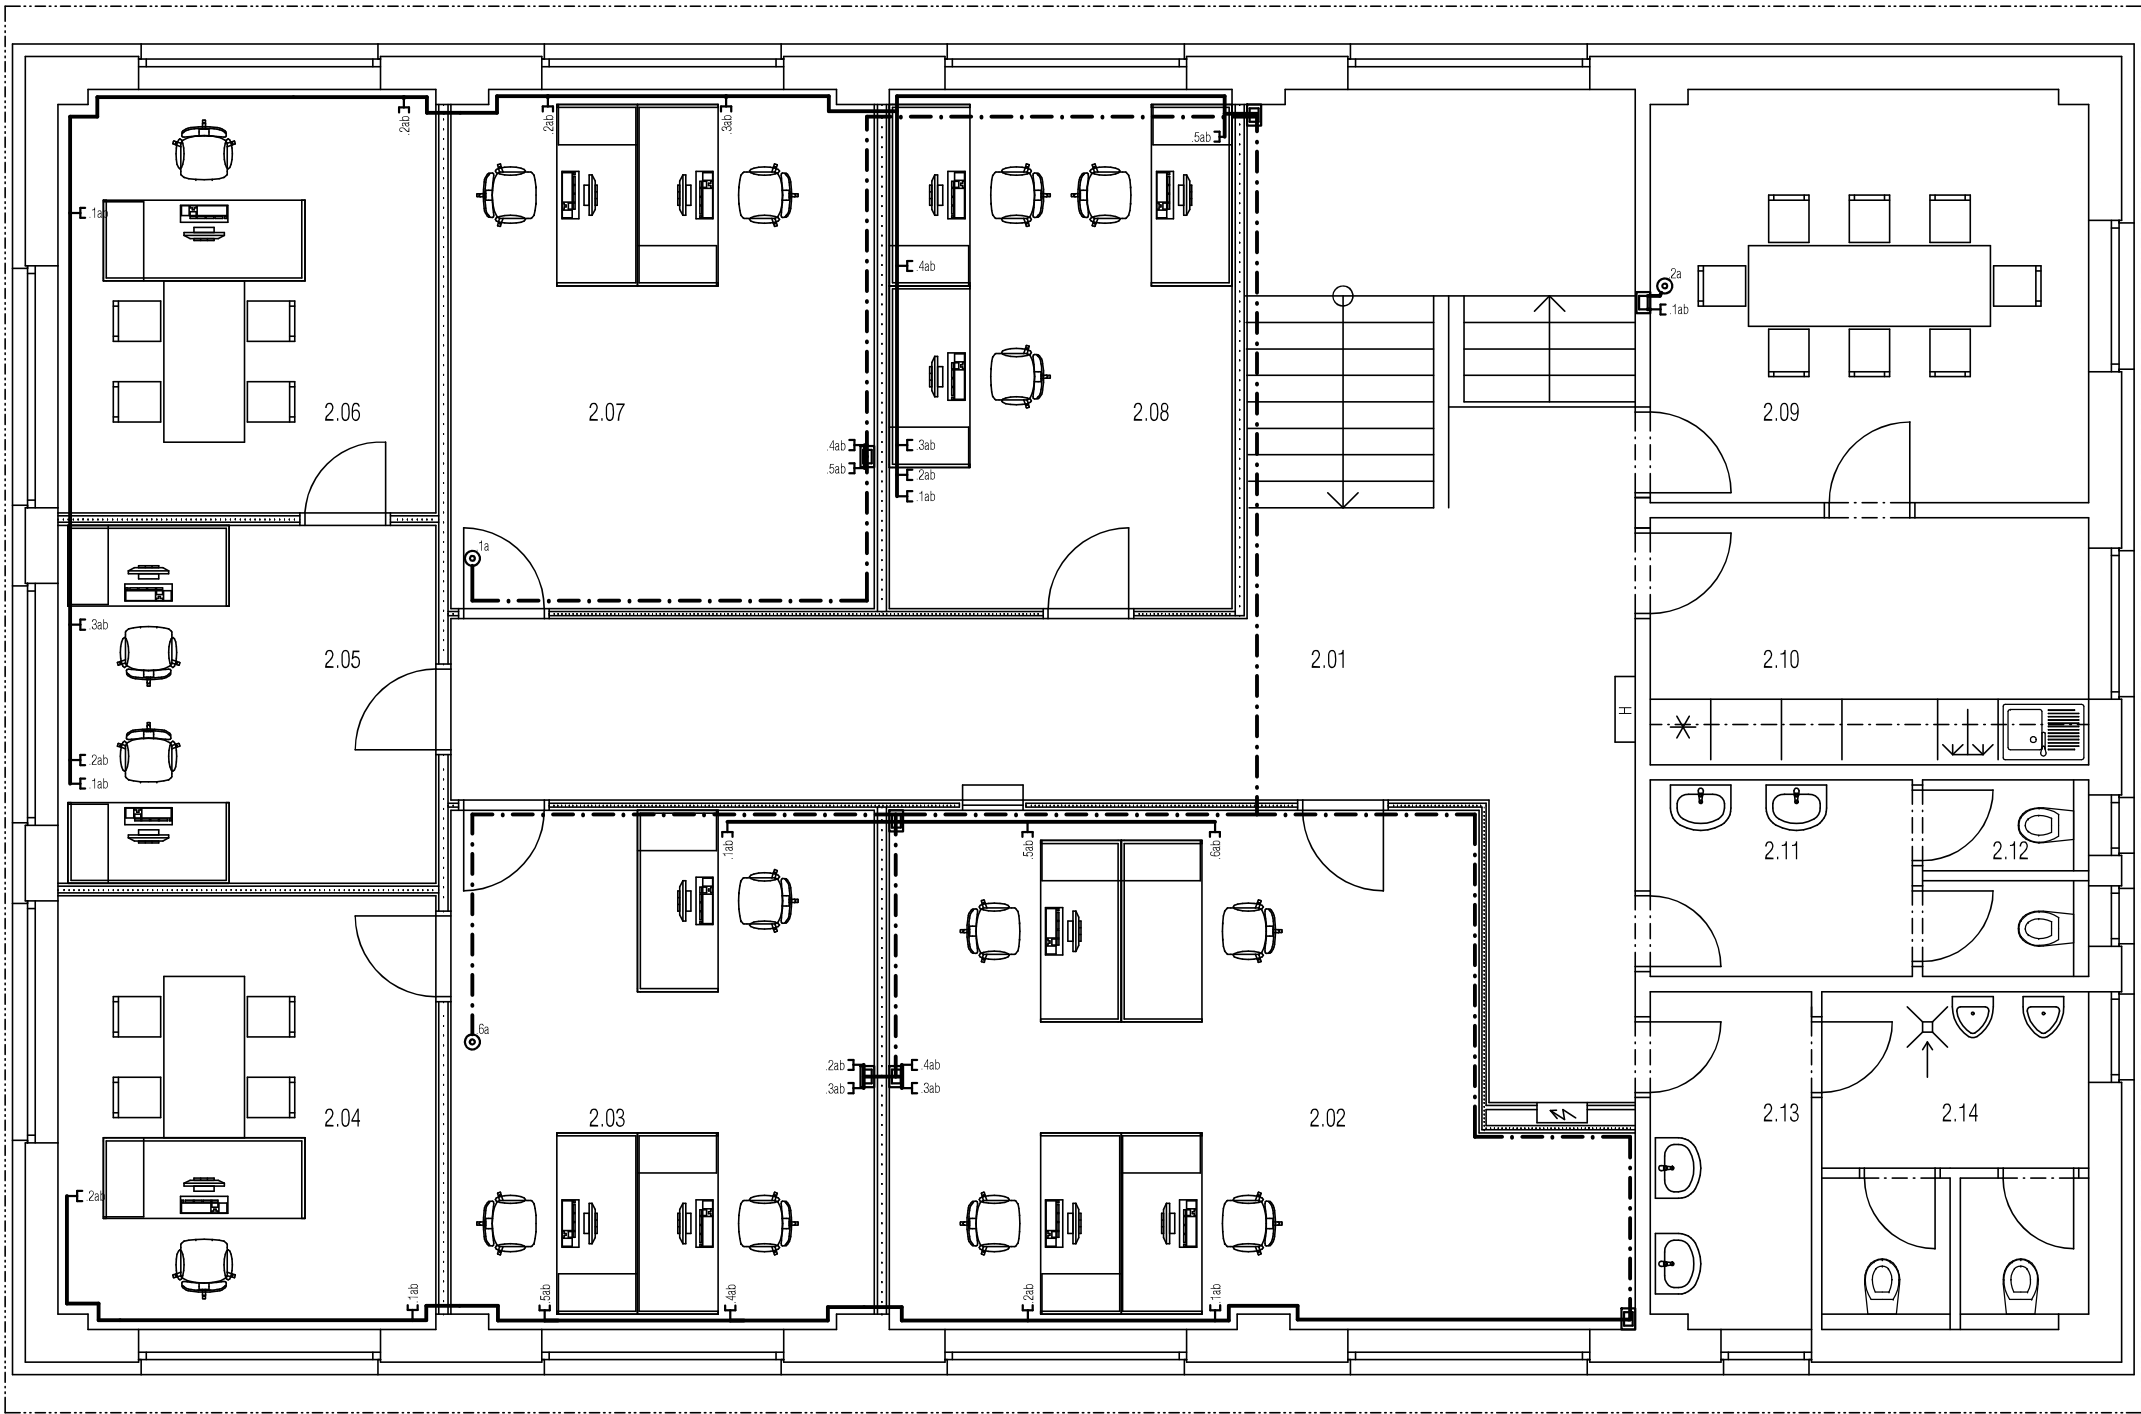 .2ab
.2ab
.3ab
.5ab
.1ab
.4ab
2a
.1ab
2.06
2.07
2.08
2.09
.4ab
.5ab
.3ab
.2ab
.1ab
1a
.3ab
2.05
2.01
2.10
H
.2ab
.1ab
.1ab
.5ab
.6ab
2.11
2.12
6a
.2ab
.3ab
.4ab
.3ab
2.04
2.03
2.02
2.13
2.14
.2ab
.1ab
.5ab
.4ab
.2ab
.1ab